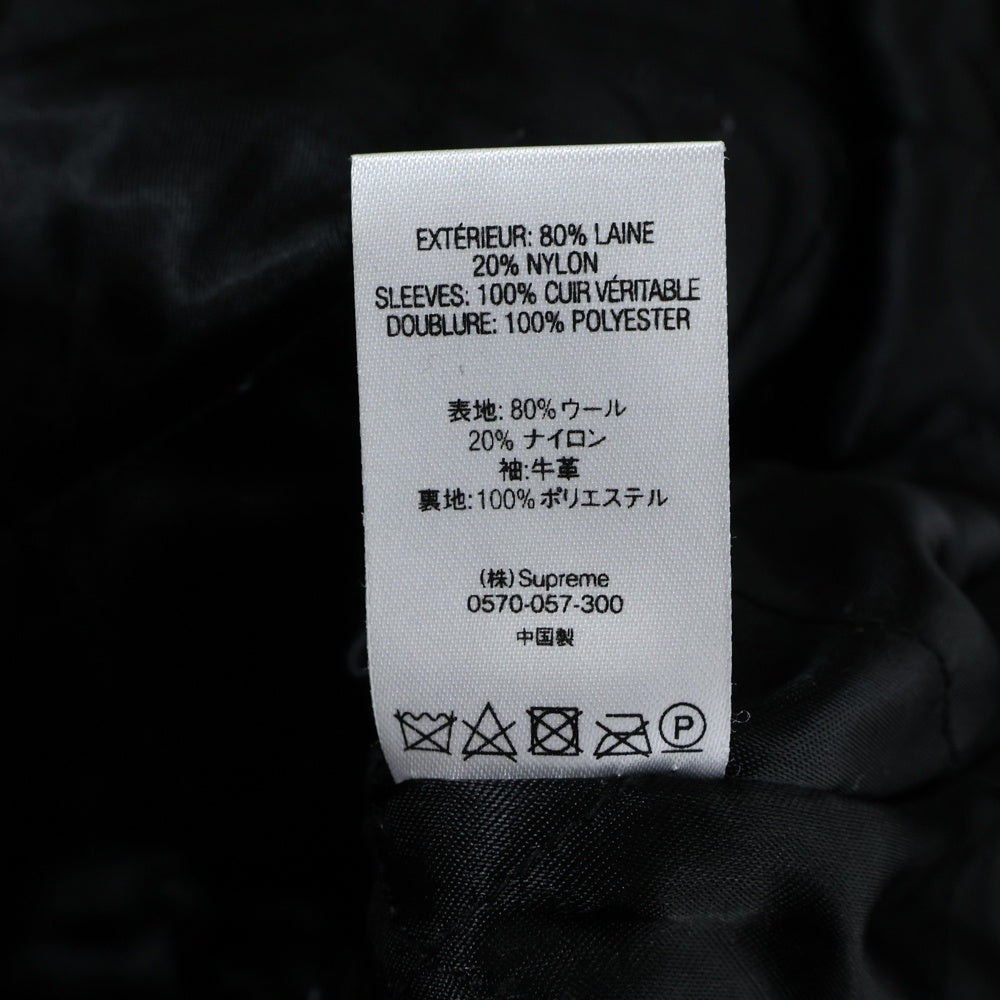 EXTÉRIEUR: 80% LAINE
20% NYLON
SLEEVES: 100% CUIR VÉRITABLE
DOUBLURE: 100% POLYESTER
表地: 80%ウール
20% ナイロン
袖:牛革
裏地:100%ポリエステル
(株)Supreme
0570-057-300
中国製
P